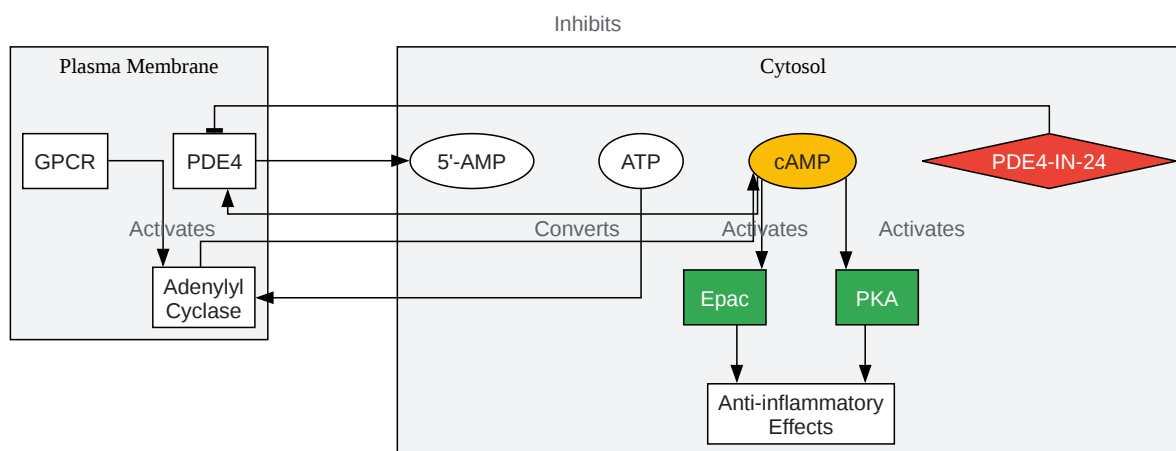 Inhibits
Plasma Membrane
Cytosol
GPCR
PDE4
5'-AMP
ATP
cAMP
PDE4-IN-24
Activates
Converts
Activates
Activates
Adenylyl
Cyclase
Epac
PKA
Anti-inflammatory
Effects